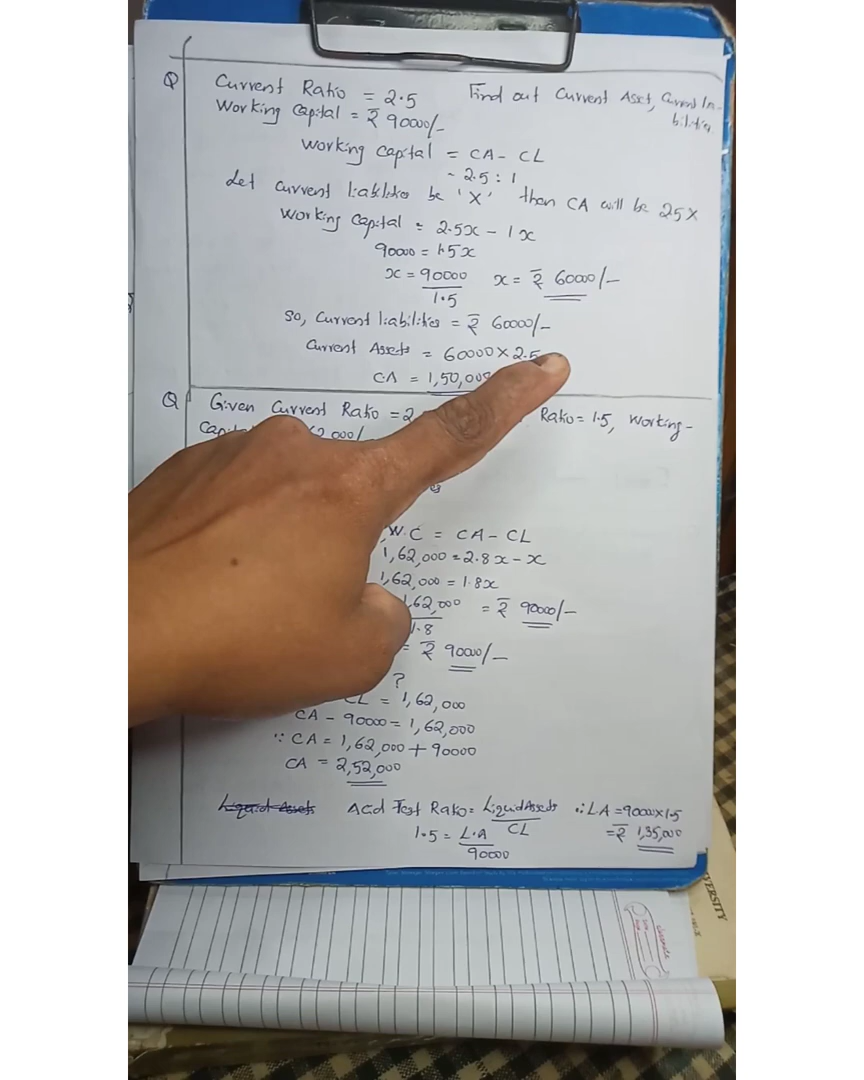 Q Current Ratio = 2.5 Find out Current Asset, Current lia-
Working Capital = ₹ 90000/- bilities.
Working Capital = CA - CL
- 2.5 : 1
Let Current liabilities be 'X' then CA will be 25X
Working Capital = 2.5x - 1x
90000 = 1.5x
x = 90000 x = ₹ 60000/-
1.5
So, Current liabilities = ₹ 60000/-
Current Assets = 60000 × 2.5
CA = 1,50,000
Q Given Current Ratio = 2. Ratio = 1.5, Working-
62,000/
W.C = CA - CL
1,62,000 = 2.8x - x
1,62,000 = 1.8x
1,62,000 = ₹ 90000/-
1.8
= ₹ 90000/-
?
CL = 1,62,000
CA - 90000 = 1,62,000
∵ CA = 1,62,000 + 90000
CA = 2,52,000
Liquid Assets Acid Test Ratio = Liquid Assets ∴ LA = 90000×1.5
CL
1.5 = L.A = ₹ 1,35,000
90000
VERSITY